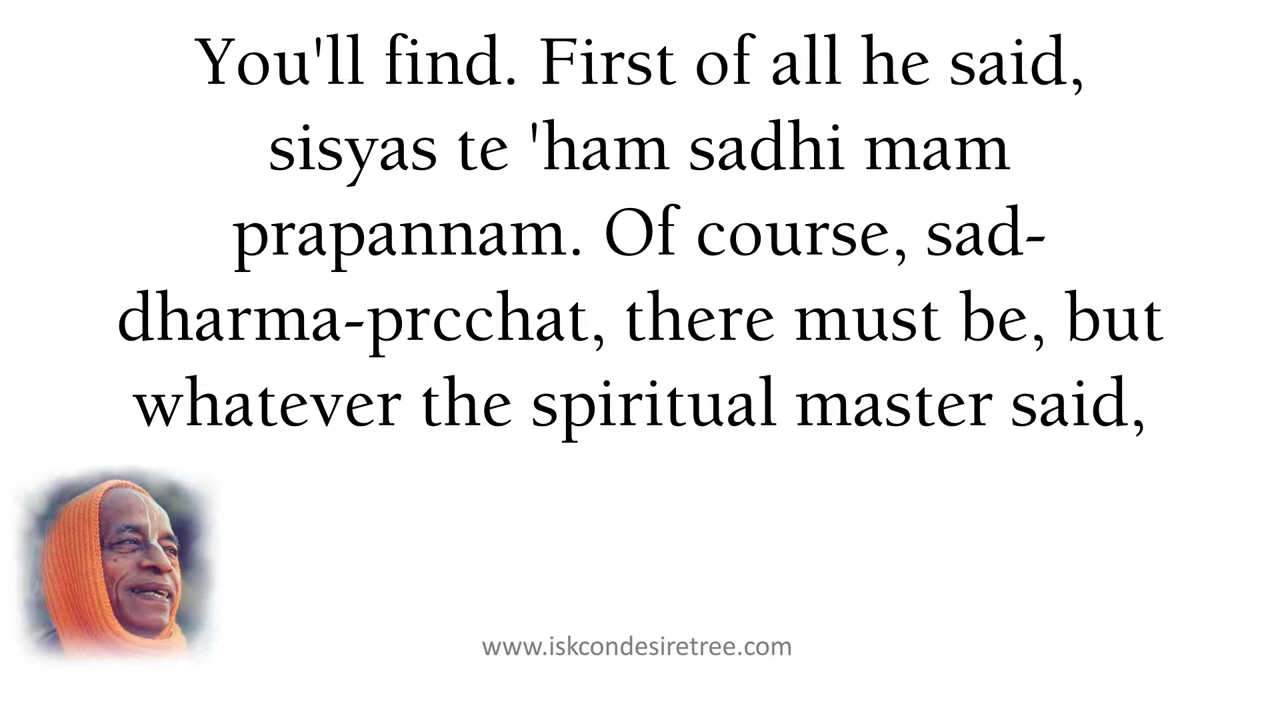 You'll find. First of all he said,
sisyas te 'ham sadhi mam
prapannam. Of course, sad-
dharma-prcchat, there must be, but
whatever the spiritual master said,
www.iskcondesiretree.com